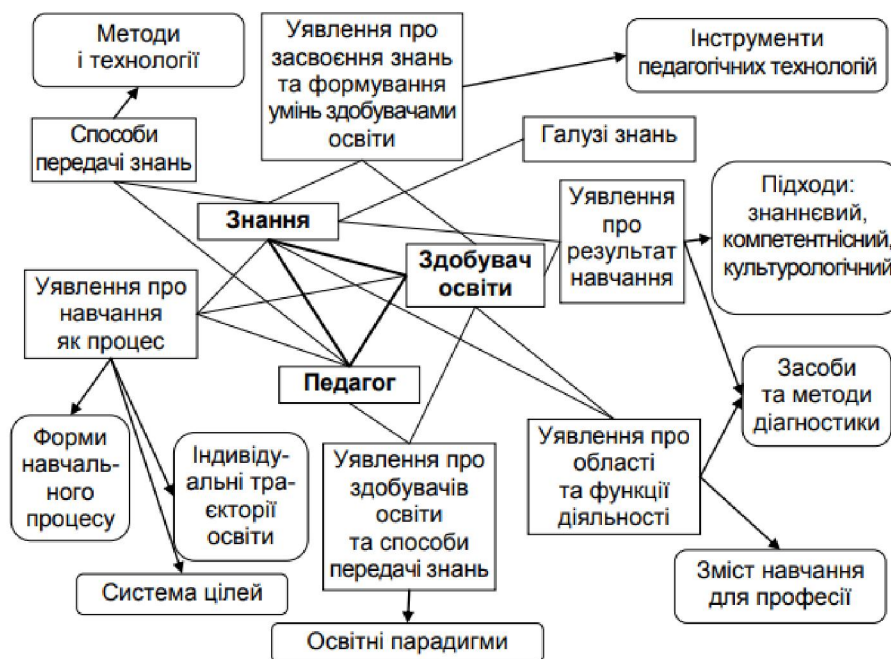 Методи
і технології
Уявлення про
засвоєння знань
та формування
умінь здобувачами
освіти
Інструменти
педагогічних технологій
Способи
передачі знань
Галузі знань
Знання
Уявлення
про
результат
навчання
Підходи:
знаннєвий,
компетентнісний,
культурологічний
Здобувач
освіти
Уявлення про
навчання
як процес
Педагог
Засоби
та методи
діагностики
Форми
навчаль-
ного
процесу
Індивіду-
альні тра-
єкторії
освіти
Уявлення про
здобувачів
освіти
та способи
передачі знань
Уявлення про
області
та функції
діяльності
Система цілей
Зміст навчання
для професії
Освітні парадигми